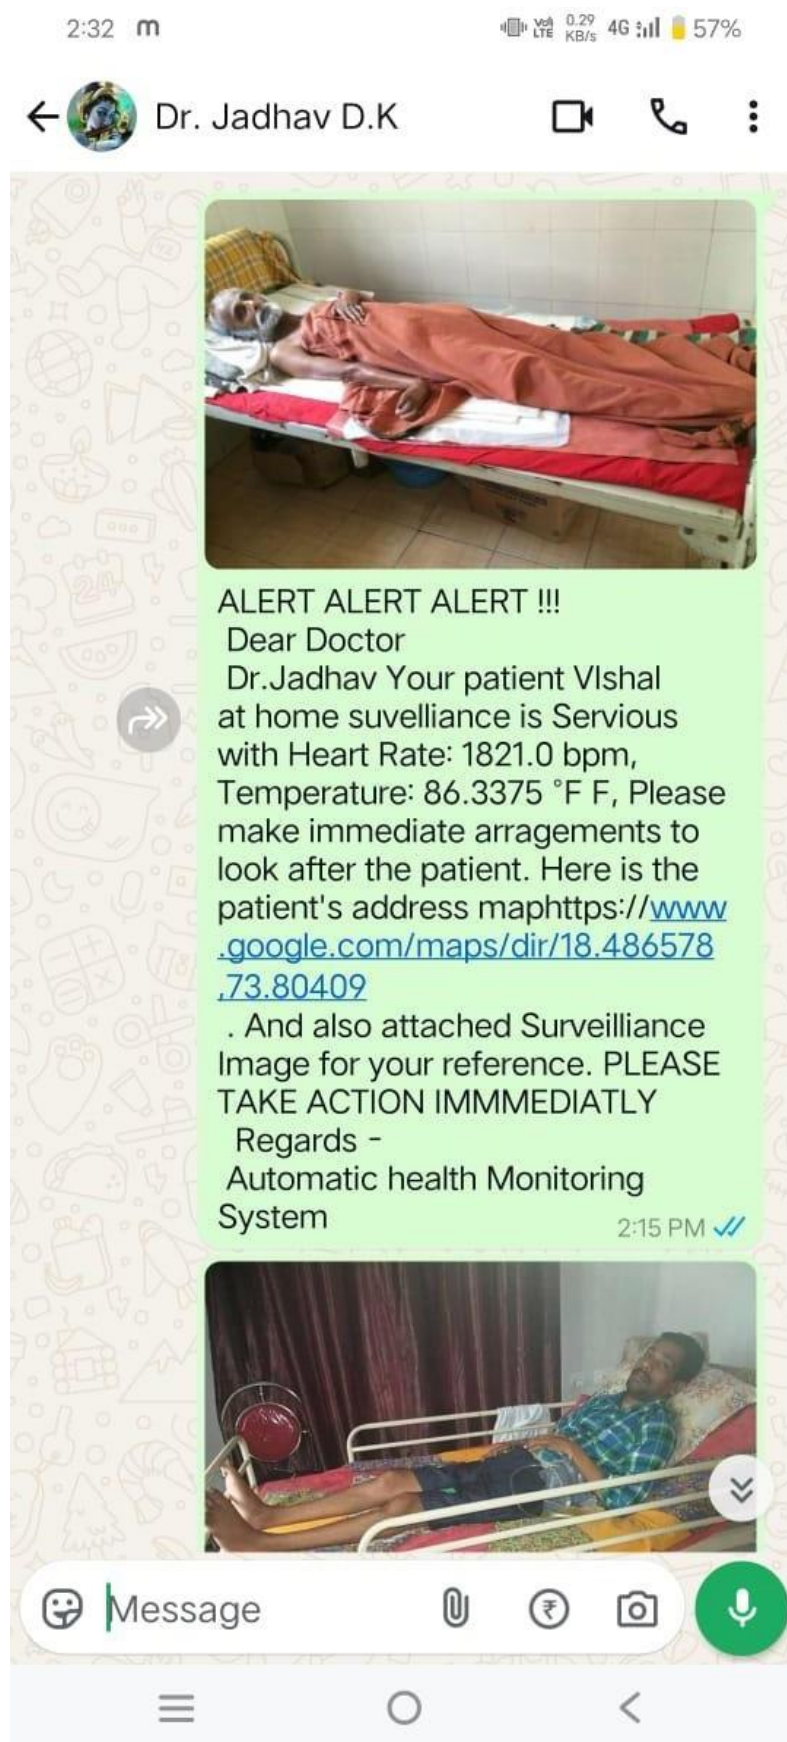 2:32 m
Vo)
LTE
0.29
KB/s
4G
57%
Dr. Jadhav D.K
ALERT ALERT ALERT !!!
Dear Doctor
Dr.Jadhav Your patient VIshal
at home suvelliance is Servious
with Heart Rate: 1821.0 bpm,
Temperature: 86.3375 °F F, Please
make immediate arragements to
look after the patient. Here is the
patient's address maphttps://www
.google.com/maps/dir/18.486578
,73.80409
. And also attached Surveilliance
Image for your reference. PLEASE
TAKE ACTION IMMMEDIATLY
Regards -
Automatic health Monitoring
System
2:15 PM
Message